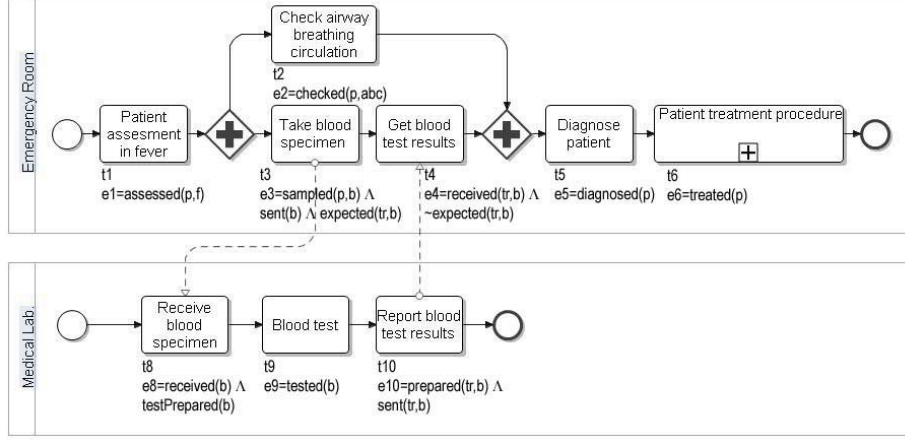 Emergency Room
Check airway
breathing
circulation
t2
e2=checked(p,abc)
Patient
assesment
in fever
t1
e1=assessed(p,f)
Take blood
specimen
t3
e3=sampled(p,b) Λ
sent(b) Λ expected(tr,b)
Get blood
test results
t4
e4=received(tr,b) Λ
~expected(tr,b)
Diagnose
patient
t5
e5=diagnosed(p)
Patient treatment procedure
t6
e6=treated(p)
Medical Lab.
Receive
blood
specimen
t8
e8=received(b) Λ
testPrepared(b)
Blood test
t9
e9=tested(b)
Report blood
test results
t10
e10=prepared(tr,b) Λ
sent(tr,b)